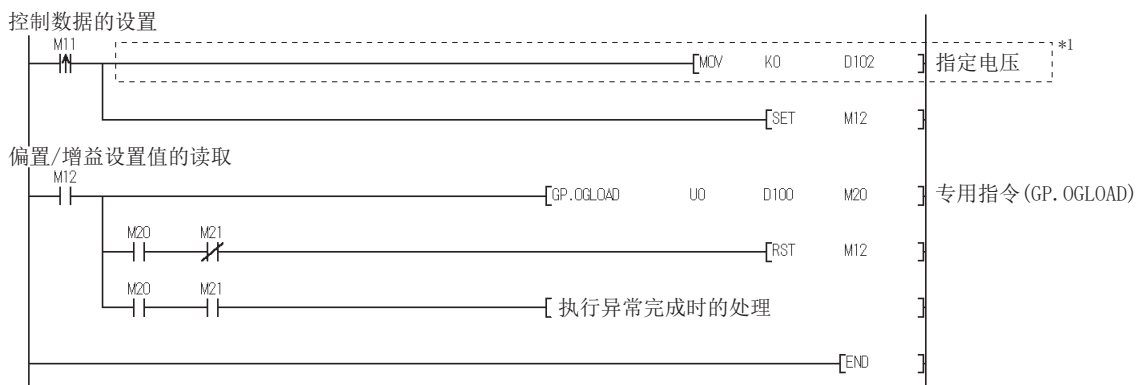 控制数据的设置
M11
*1
MOV K0 D102 指定电压
SET M12
偏置/增益设置值的读取
M12
GP.OGLOAD U0 D100 M20 专用指令(GP.OGLOAD)
M20 M21
RST M12
M20 M21
执行异常完成时的处理
END